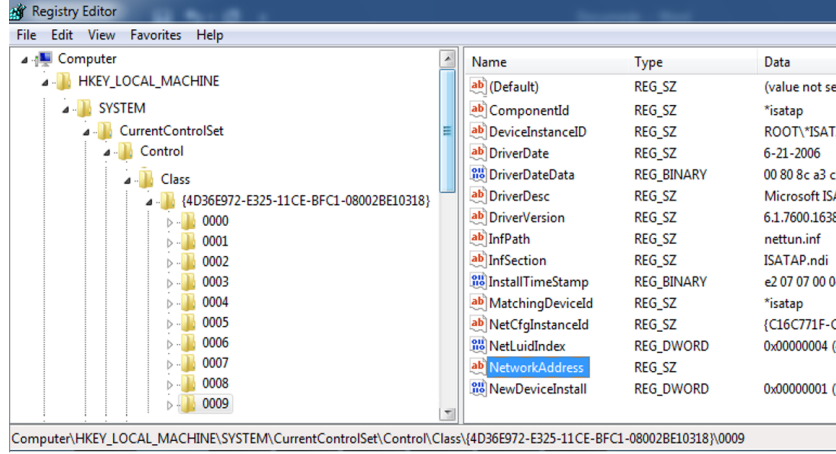 Registry Editor
File Edit View Favorites Help
Computer
HKEY_LOCAL_MACHINE
SYSTEM
CurrentControlSet
Control
Class
{4D36E972-E325-11CE-BFC1-08002BE10318}
0000
0001
0002
0003
0004
0005
0006
0007
0008
0009
Name Type Data
(Default) REG_SZ (value not se
ComponentId REG_SZ *isatap
DeviceInstanceID REG_SZ ROOT\*ISAT
DriverDate REG_SZ 6-21-2006
DriverDateData REG_BINARY 00 80 8c a3 c
DriverDesc REG_SZ Microsoft ISA
DriverVersion REG_SZ 6.1.7600.1638
InfPath REG_SZ nettun.inf
InfSection REG_SZ ISATAP.ndi
InstallTimeStamp REG_BINARY e2 07 07 00 0
MatchingDeviceId REG_SZ *isatap
NetCfgInstanceId REG_SZ {C16C771F-C
NetLuidIndex REG_DWORD 0x00000004 (
NetworkAddress REG_SZ
NewDeviceInstall REG_DWORD 0x00000001 (
Computer\HKEY_LOCAL_MACHINE\SYSTEM\CurrentControlSet\Control\Class\{4D36E972-E325-11CE-BFC1-08002BE10318}\0009